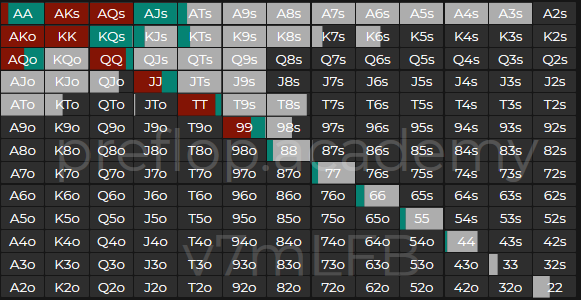 AA AKs AQs AJs ATs A9s A8s A7s A6s A5s A4s A3s A2s
AKo KK KQs KJs KTs K9s K8s K7s K6s K5s K4s K3s K2s
AQo KQo QQ QJs QTs Q9s Q8s Q7s Q6s Q5s Q4s Q3s Q2s
AJo KJo QJo JJ JTs J9s J8s J7s J6s J5s J4s J3s J2s
ATo KTo QTo JTo TT T9s T8s T7s T6s T5s T4s T3s T2s
A9o K9o Q9o J9o T9o 99 98s 97s 96s 95s 94s 93s 92s
preflop.academy
A8o K8o Q8o J8o T8o 98o 88 87s 86s 85s 84s 83s 82s
A7o K7o Q7o J7o T7o 97o 87o 77 76s 75s 74s 73s 72s
A6o K6o Q6o J6o T6o 96o 86o 76o 66 65s 64s 63s 62s
A5o K5o Q5o J5o T5o 95o 85o 75o 65o 55 54s 53s 52s
A4o K4o Q4o J4o T4o 94o 84o 74o 64o 54o 44 43s 42s
v7mLFB
A3o K3o Q3o J3o T3o 93o 83o 73o 63o 53o 43o 33 32s
A2o K2o Q2o J2o T2o 92o 82o 72o 62o 52o 42o 32o 22